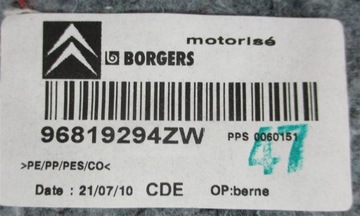 motorisé
BORGERS
96819294ZW PPS 0060151
47
>PE/PP/PES/CO<
Date : 21/07/10 CDE OP:berne